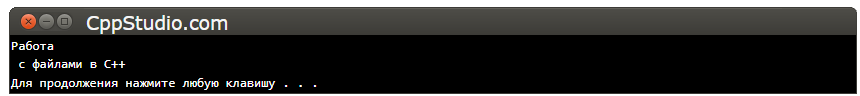 CppStudio.com
Работа
с файлами в С++
Для продолжения нажмите любую клавишу . . .